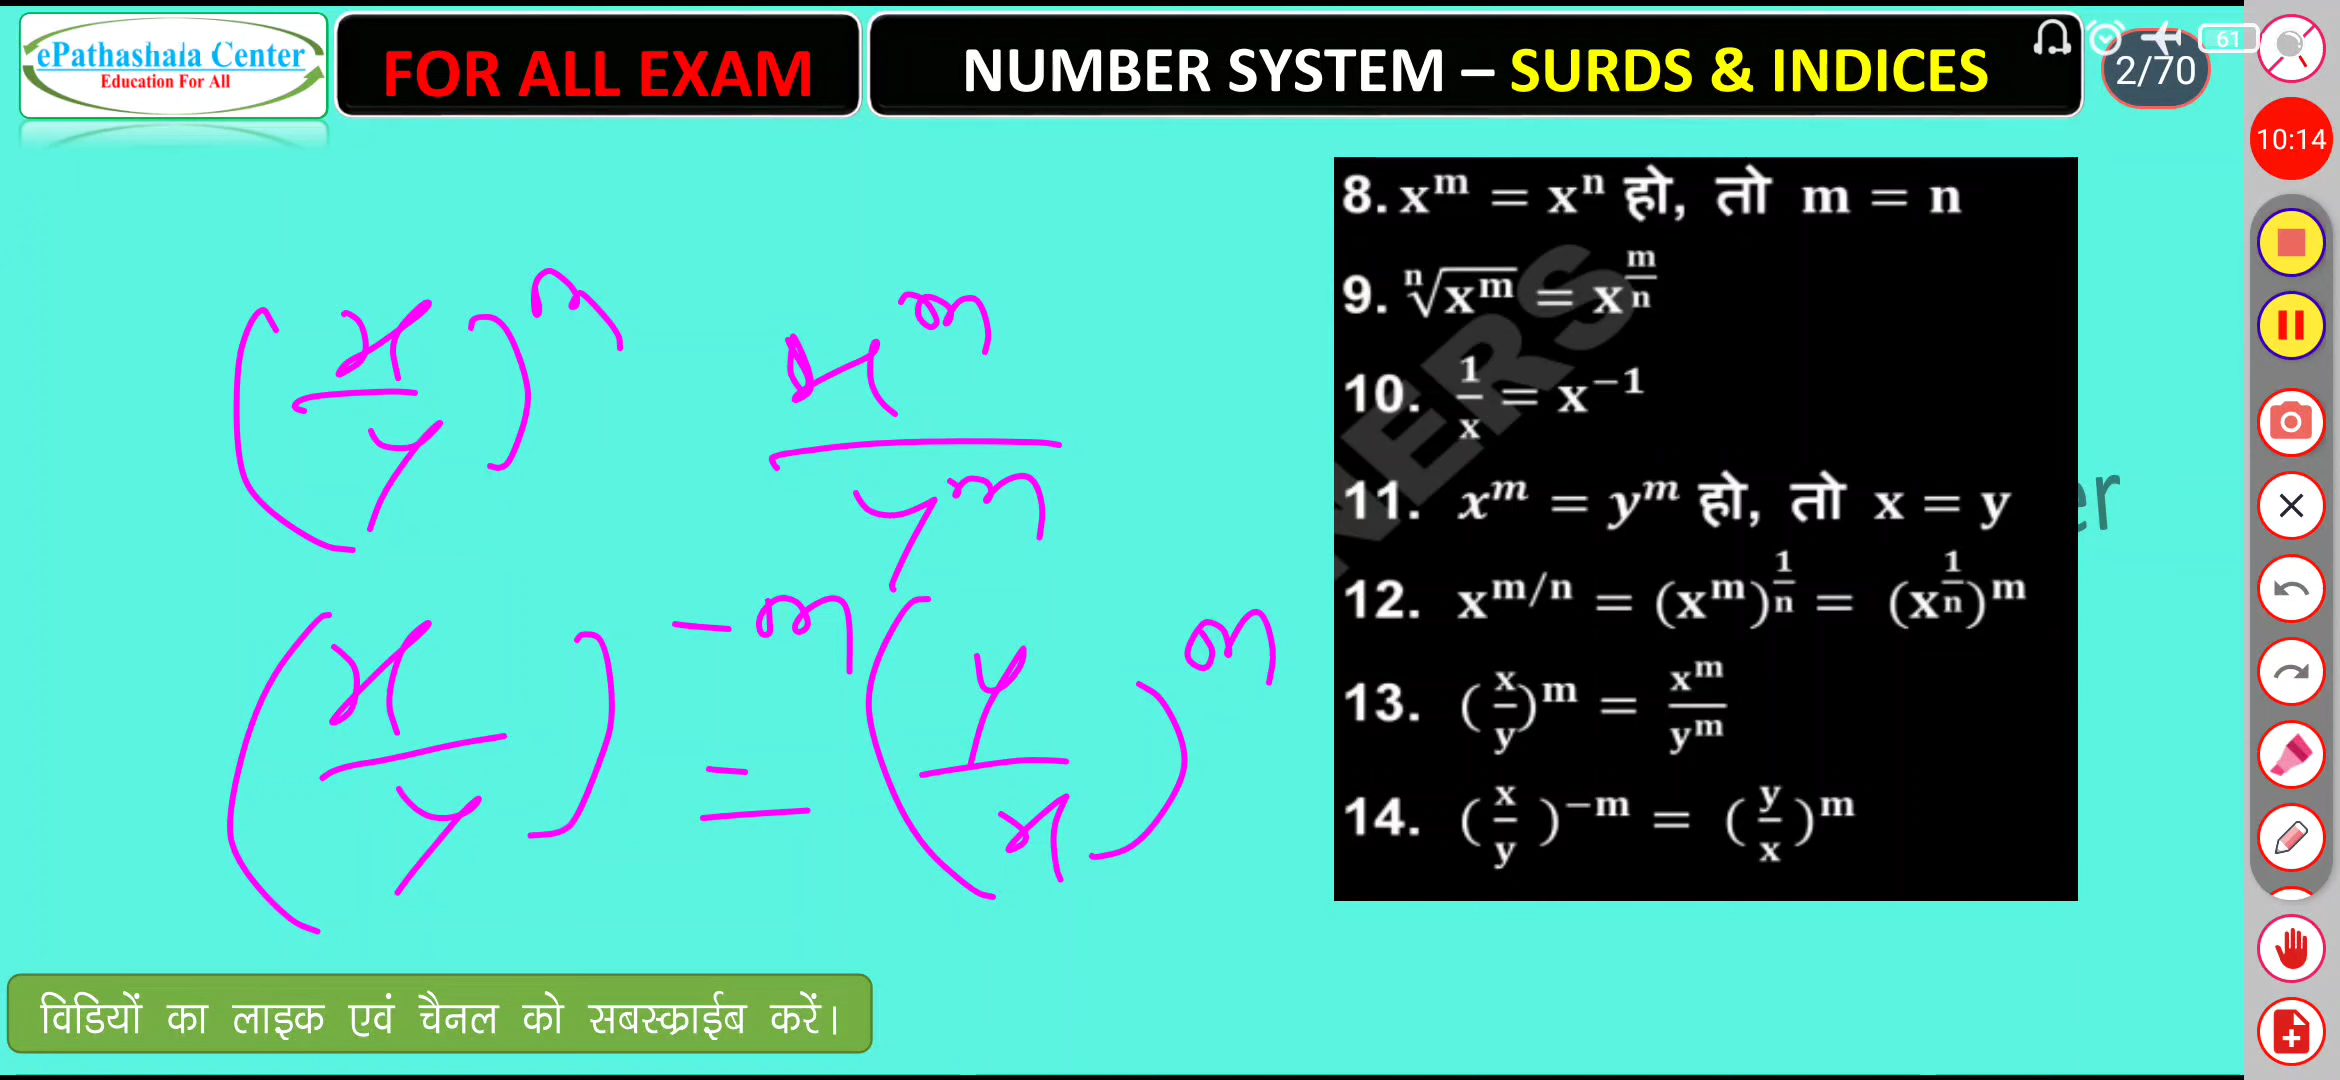 ePathashala Center
Education For All
FOR ALL EXAM
NUMBER SYSTEM – SURDS & INDICES
61
2/70
10:14
8. xᵐ = xⁿ हो, तो m = n
9. ⁿ√xᵐ = x^(m/n)
10. 1/x = x⁻¹
11. xᵐ = yᵐ हो, तो x = y
12. x^(m/n) = (xᵐ)^(1/n) = (x^(1/n))ᵐ
13. (x/y)ᵐ = xᵐ/yᵐ
14. (x/y)⁻ᵐ = (y/x)ᵐ
(x/y)ᵐ xᵐ/yᵐ
(x/y)⁻ᵐ = (y/x)ᵐ
विडियों का लाइक एवं चैनल को सबस्क्राईब करें।